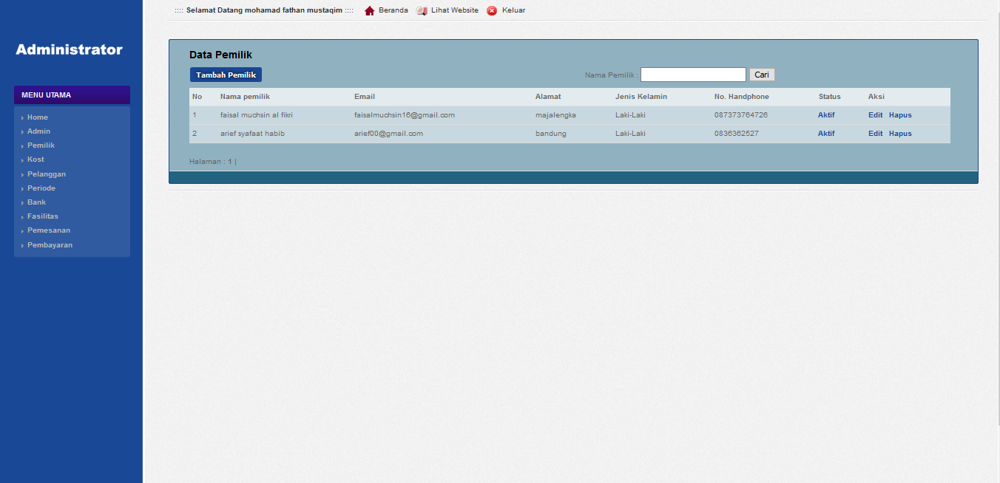 :::: Selamat Datang mohamad fathan mustaqim :::: Beranda Lihat Website Keluar
Administrator
MENU UTAMA
Home
Admin
Pemilik
Kost
Pelanggan
Periode
Bank
Fasilitas
Pemesanan
Pembayaran
Data Pemilik
Tambah Pemilik Nama Pemilik : Cari
No Nama pemilik Email Alamat Jenis Kelamin No. Handphone Status Aksi
1 faisal muchsin al fikri faisalmuchsin16@gmail.com majalengka Laki-Laki 087373764726 Aktif Edit Hapus
2 arief syafaat habib arief00@gmail.com bandung Laki-Laki 0836362527 Aktif Edit Hapus
Halaman : 1 |